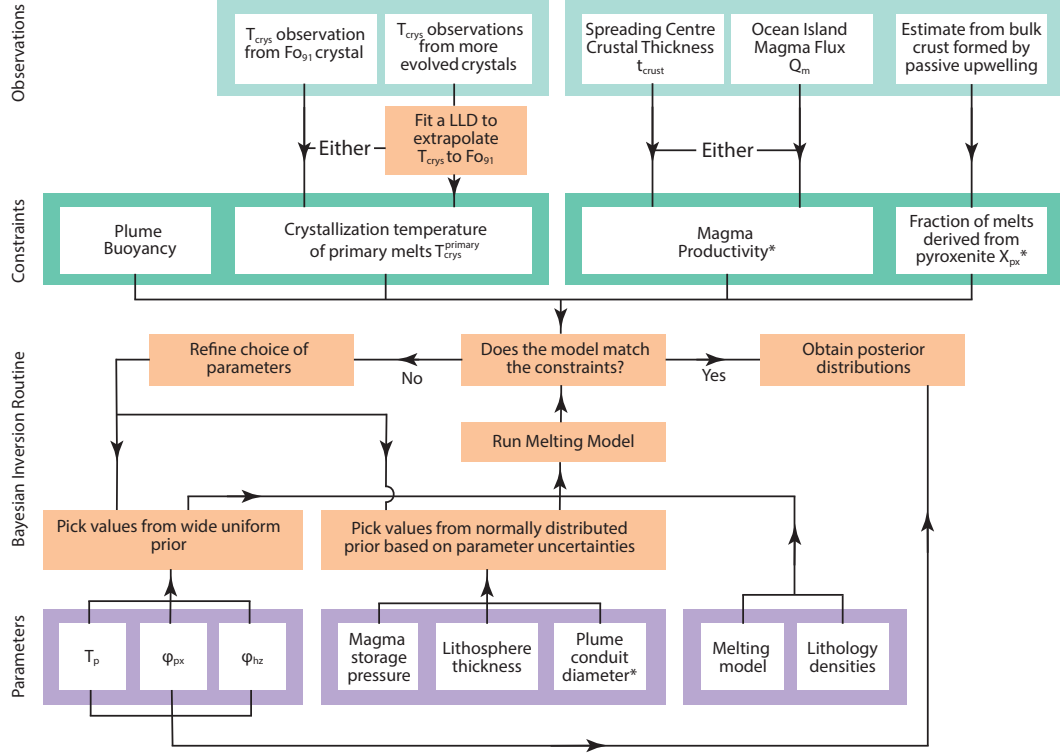 Observations
T_crys observation
from Fo_91 crystal
T_crys observations
from more
evolved crystals
Spreading Centre
Crustal Thickness
t_crust
Ocean Island
Magma Flux
Q_m
Estimate from bulk
crust formed by
passive upwelling
Either
Fit a LLD to
extrapolate
T_crys to Fo_91
Either
Constraints
Plume
Buoyancy
Crystallization temperature
of primary melts T_crys^primary
Magma
Productivity*
Fraction of melts
derived from
pyroxenite X_px*
Bayesian Inversion Routine
Refine choice of
parameters
No
Does the model match
the constraints?
Yes
Obtain posterior
distributions
Run Melting Model
Pick values from wide uniform
prior
Pick values from normally distributed
prior based on parameter uncertainties
Parameters
T_p
φ_px
φ_hz
Magma
storage
pressure
Lithosphere
thickness
Plume
conduit
diameter*
Melting
model
Lithology
densities